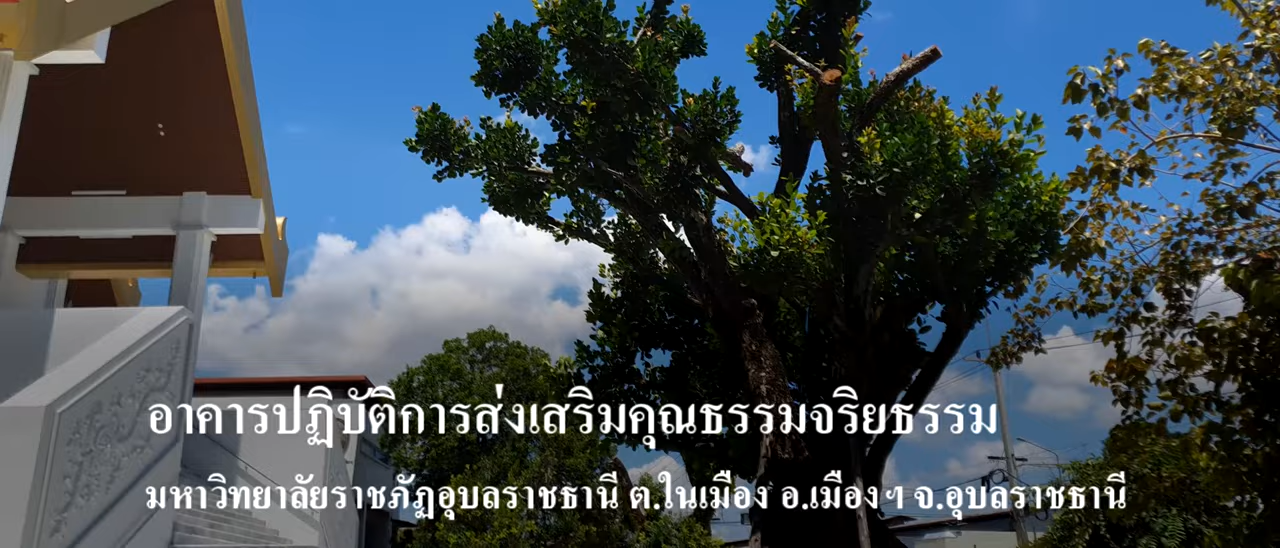 อาคารปฏิบัติการส่งเสริมคุณธรรมจริยธรรม
มหาวิทยาลัยราชภัฏอุบลราชธานี ต.ในเมือง อ.เมืองฯ จ.อุบลราชธานี